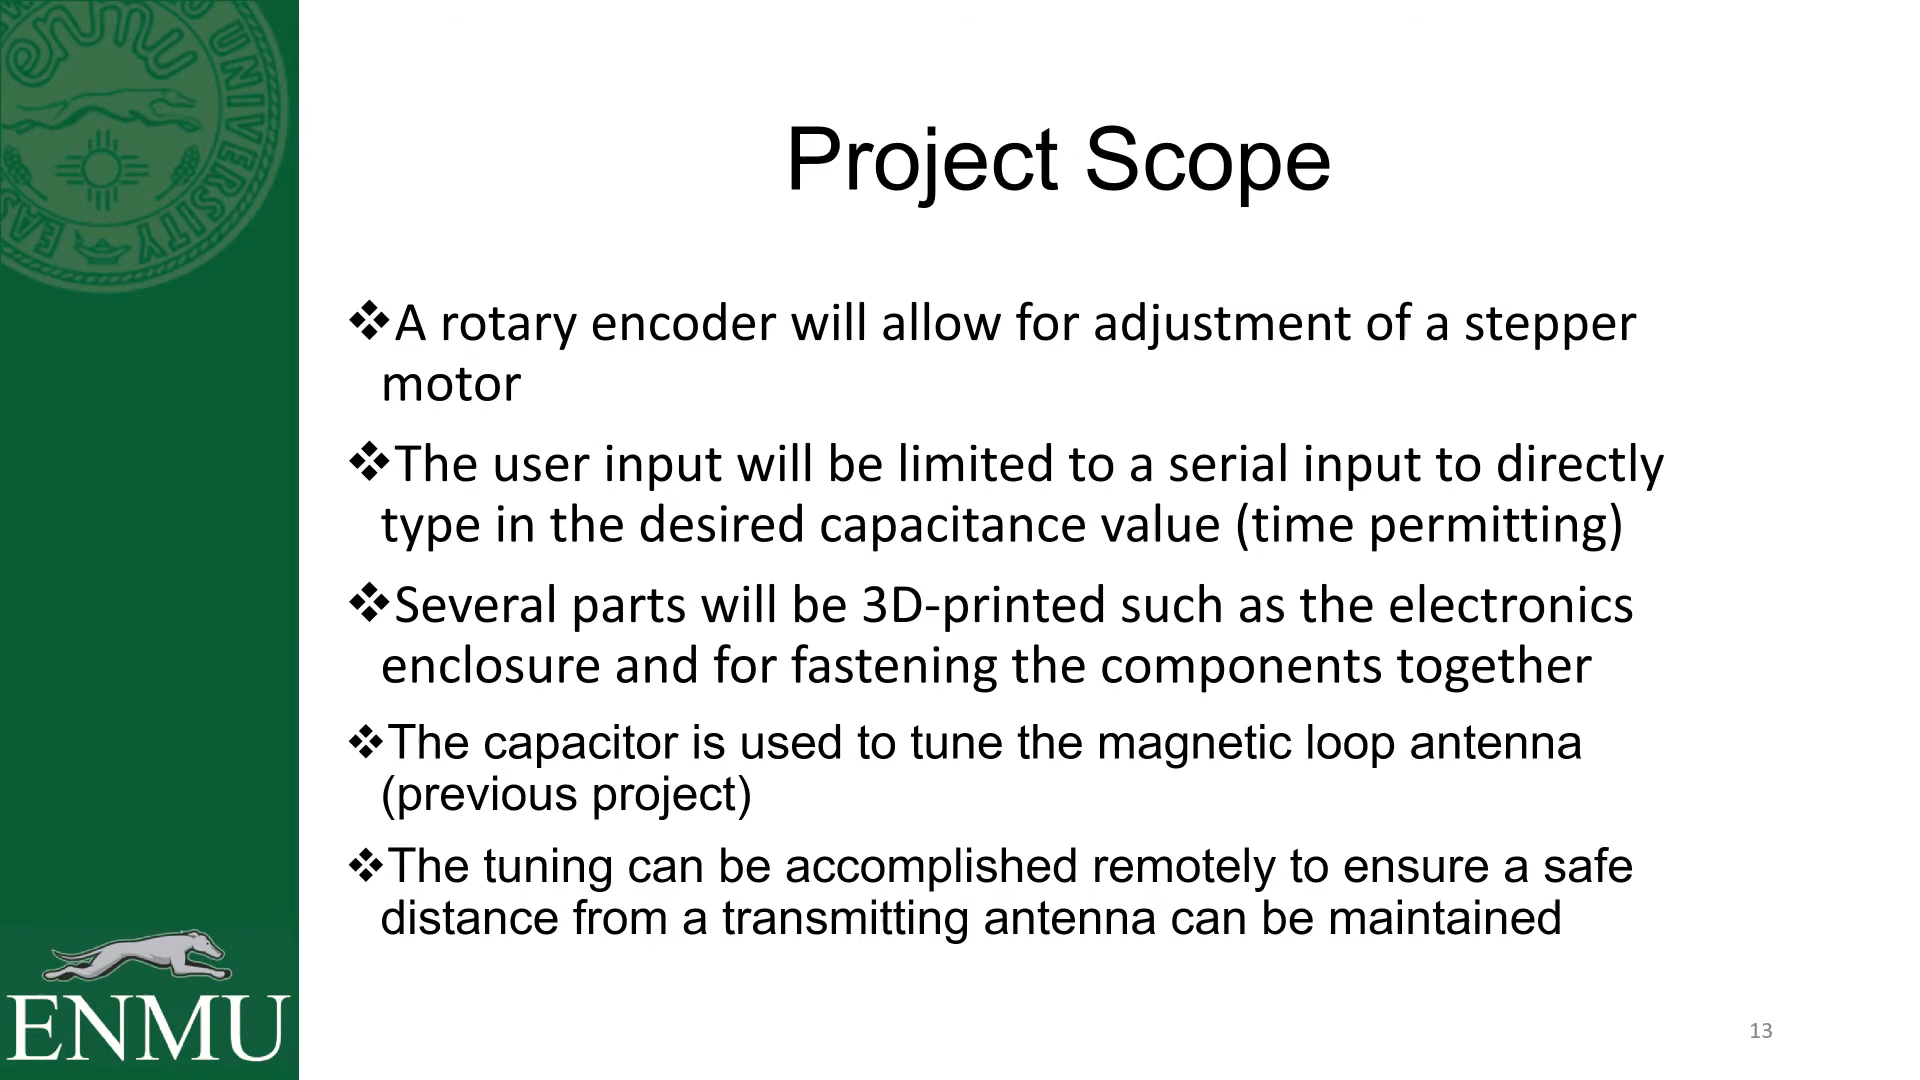 enmu
UNIVERSITY
EAS
Project Scope
❖A rotary encoder will allow for adjustment of a stepper
motor
❖The user input will be limited to a serial input to directly
type in the desired capacitance value (time permitting)
❖Several parts will be 3D-printed such as the electronics
enclosure and for fastening the components together
❖The capacitor is used to tune the magnetic loop antenna
(previous project)
❖The tuning can be accomplished remotely to ensure a safe
distance from a transmitting antenna can be maintained
ENMU
13